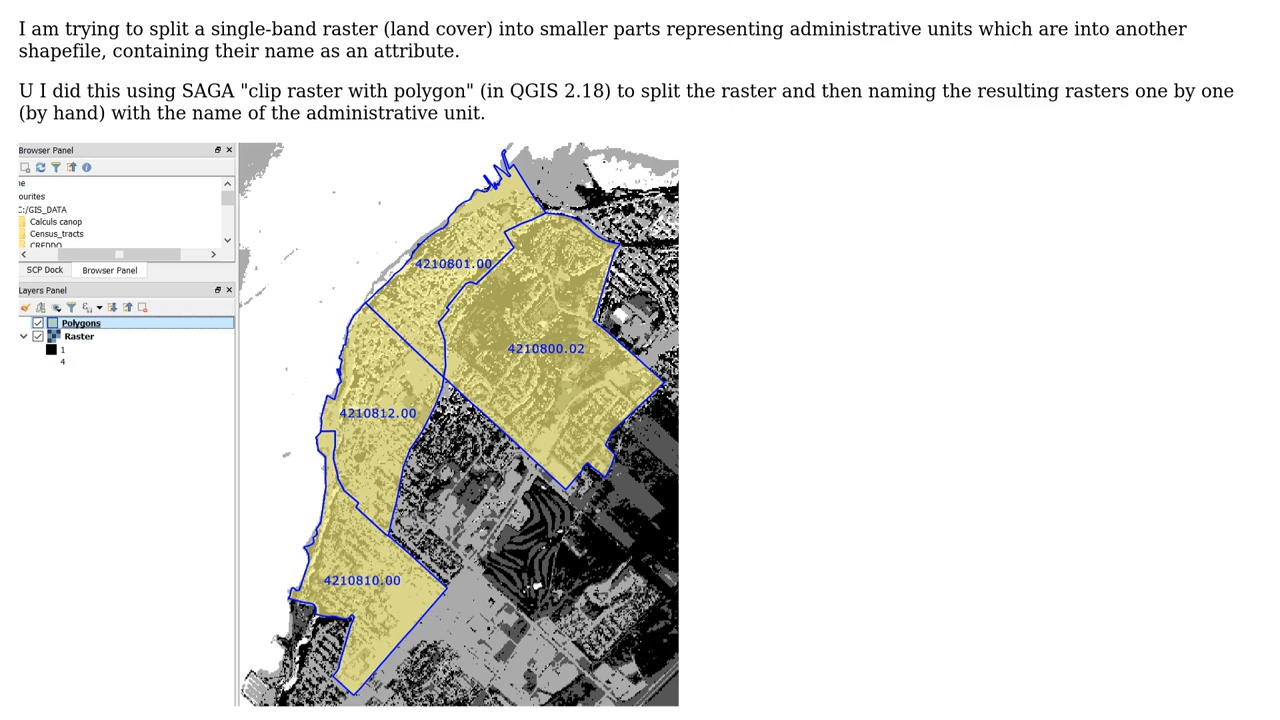 I am trying to split a single-band raster (land cover) into smaller parts representing administrative units which are into another
shapefile, containing their name as an attribute.
U I did this using SAGA "clip raster with polygon" (in QGIS 2.18) to split the raster and then naming the resulting rasters one by one
(by hand) with the name of the administrative unit.
Browser Panel
ourites
C:/GIS_DATA
Calculs canop
Census_tracts
CREDDO
SCP Dock Browser Panel
Layers Panel
Polygons
Raster
1
4
4210801.00
4210800.02
4210812.00
4210810.00